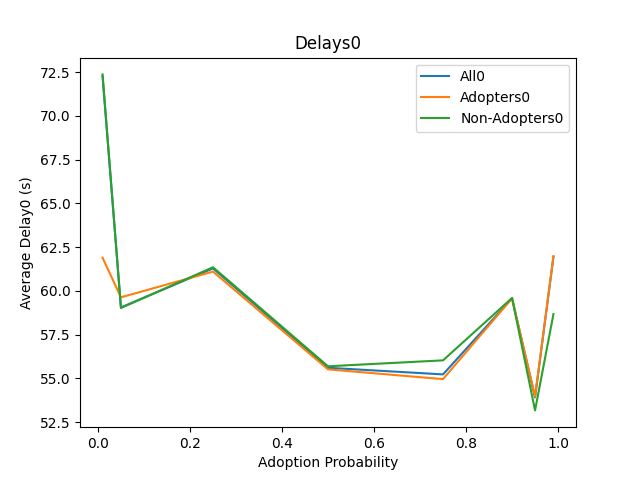 Delays0
All0
Adopters0
Non-Adopters0
Average Delay0 (s)
72.5
70.0
67.5
65.0
62.5
60.0
57.5
55.0
52.5
0.0 0.2 0.4 0.6 0.8 1.0
Adoption Probability